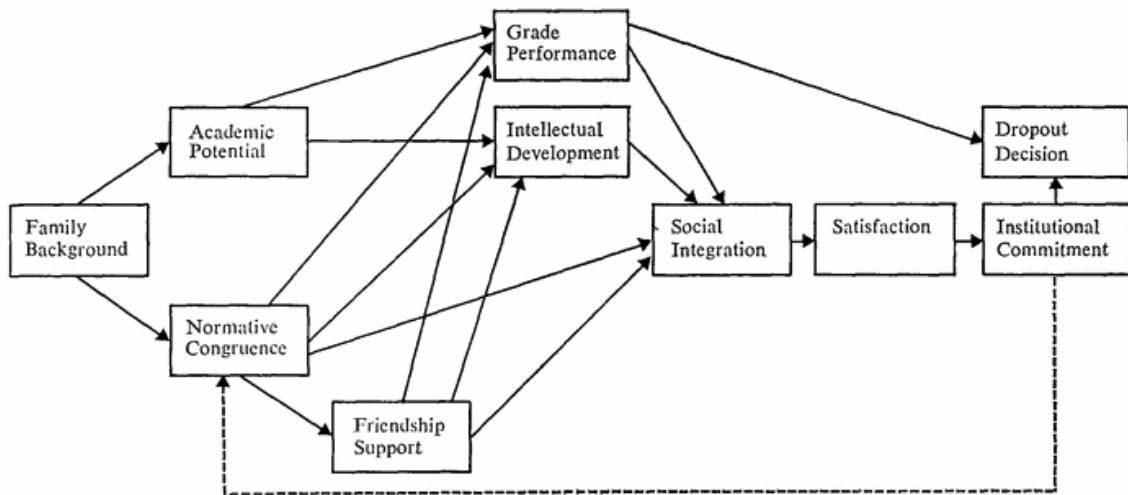 Grade
Performance
Academic
Potential
Intellectual
Development
Dropout
Decision
Family
Background
Social
Integration
Satisfaction
Institutional
Commitment
Normative
Congruence
Friendship
Support